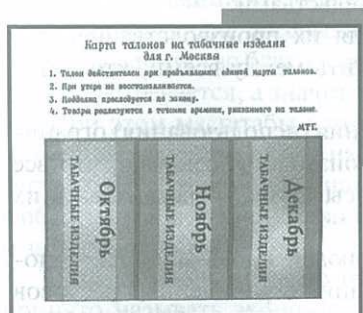 Карта талонов на табачные изделия
для г. Москвы
1. Талон действителен при предъявлении единой карты талонов.
2. При утере не восстанавливается.
3. Подделка преследуется по закону.
4. Товары реализуются в течение времени, указанного на талоне.
МТГ.
Октябрь
ТАБАЧНЫЕ ИЗДЕЛИЯ
Ноябрь
ТАБАЧНЫЕ ИЗДЕЛИЯ
Декабрь
ТАБАЧНЫЕ ИЗДЕЛИЯ